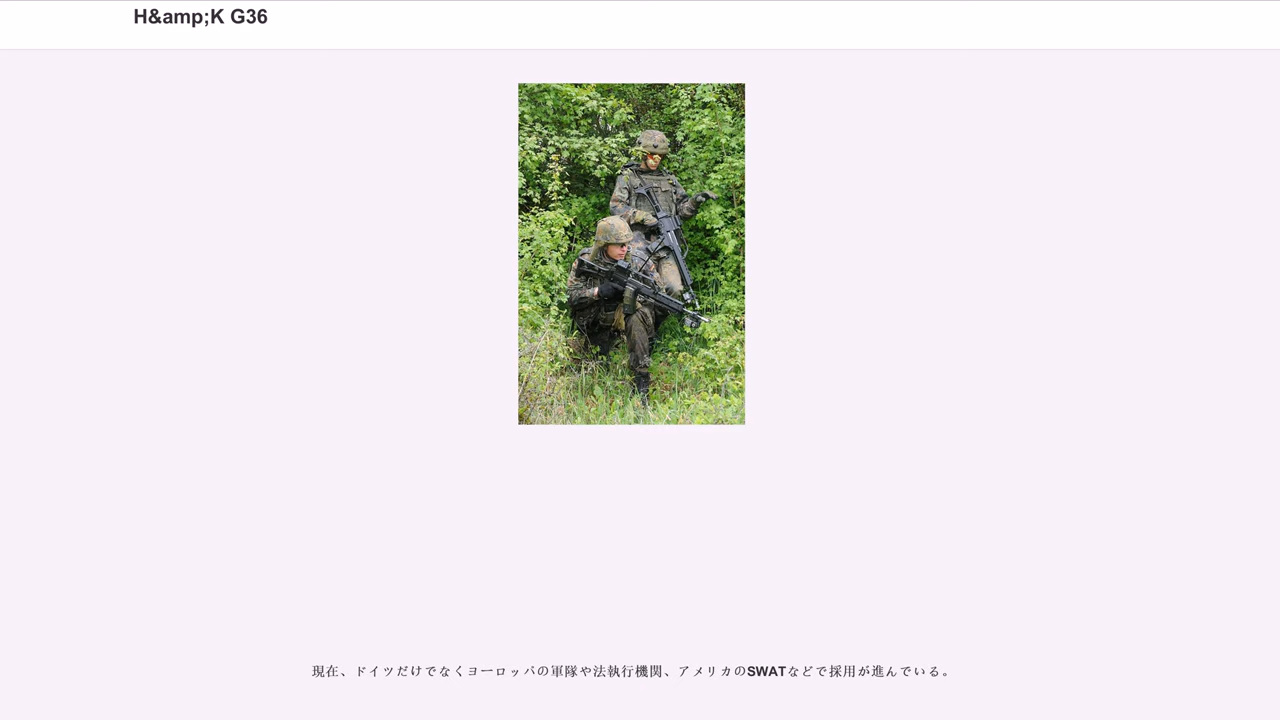 H&amp;K G36
現在、ドイツだけでなくヨーロッパの軍隊や法執行機関、アメリカのSWATなどで採用が進んでいる。